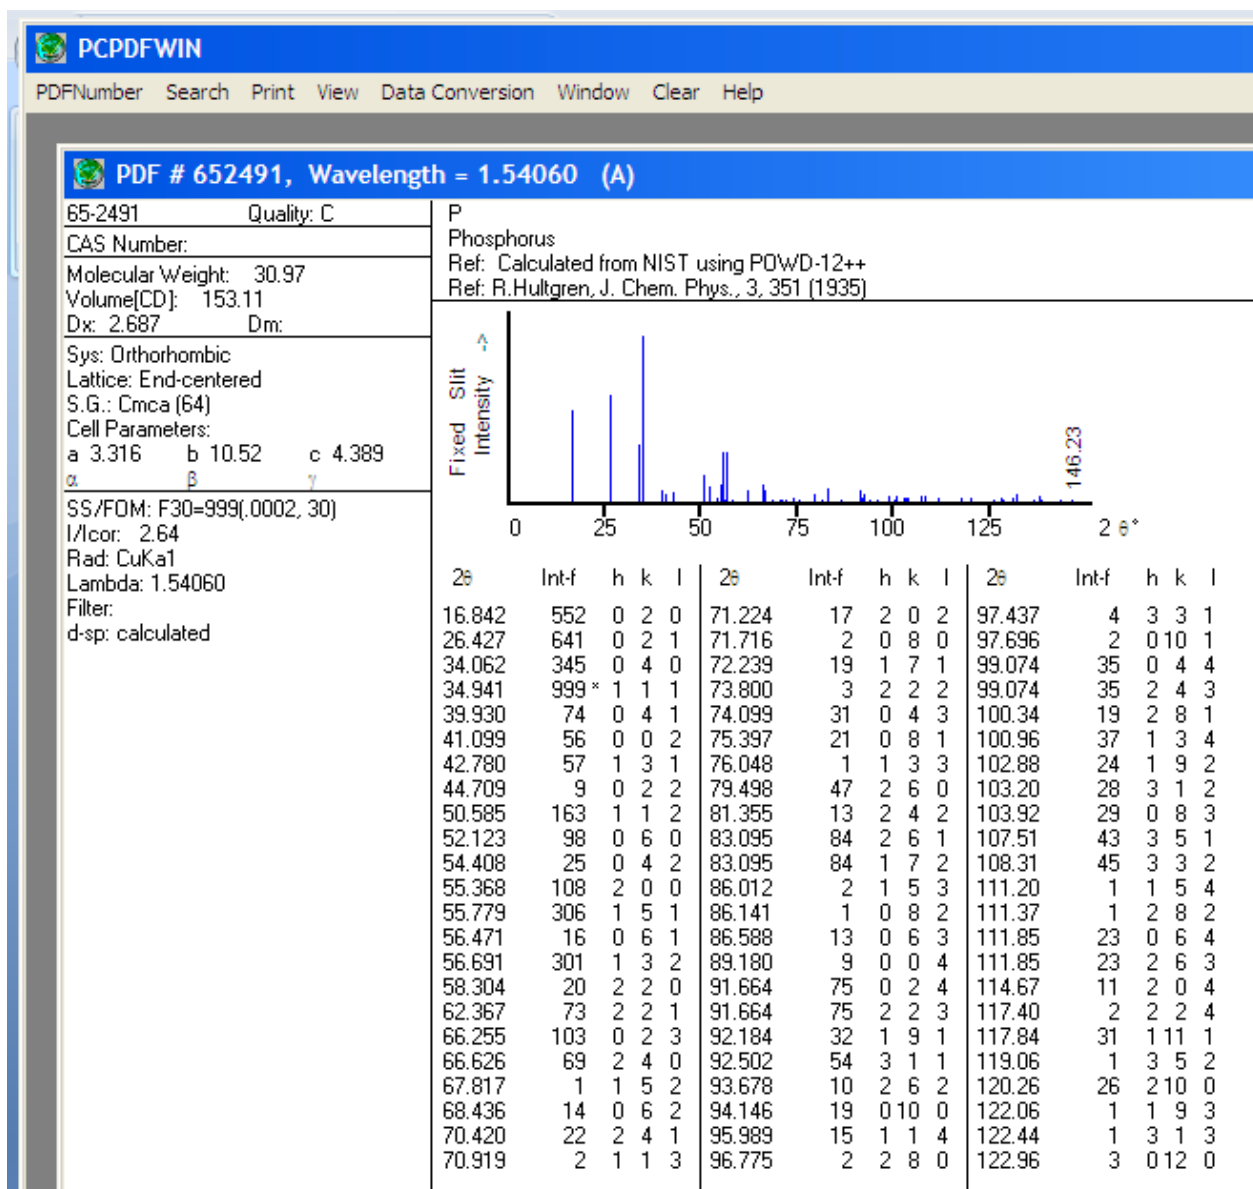 PCPDFWIN
PDFNumber Search Print View Data Conversion Window Clear Help
PDF # 652491, Wavelength = 1.54060 (A)
65-2491 Quality: C
CAS Number:
Molecular Weight: 30.97
Volume[CD]: 153.11
Dx: 2.687 Dm:
Sys: Orthorhombic
Lattice: End-centered
S.G.: Cmca (64)
Cell Parameters:
a 3.316 b 10.52 c 4.389
α β γ
SS/FOM: F30=999(.0002, 30)
I/Icor: 2.64
Rad: CuKa1
Lambda: 1.54060
Filter:
d-sp: calculated
P
Phosphorus
Ref: Calculated from NIST using POWD-12++
Ref: R.Hultgren, J. Chem. Phys., 3, 351 (1935)
Fixed Slit
Intensity ->
146.23
0 25 50 75 100 125 2 θ°
2θ Int-f h k l 2θ Int-f h k l 2θ Int-f h k l
16.842 552 0 2 0 71.224 17 2 0 2 97.437 4 3 3 1
26.427 641 0 2 1 71.716 2 0 8 0 97.696 2 0 10 1
34.062 345 0 4 0 72.239 19 1 7 1 99.074 35 0 4 4
34.941 999 * 1 1 1 73.800 3 2 2 2 99.074 35 2 4 3
39.930 74 0 4 1 74.099 31 0 4 3 100.34 19 2 8 1
41.099 56 0 0 2 75.397 21 0 8 1 100.96 37 1 3 4
42.780 57 1 3 1 76.048 1 1 3 3 102.88 24 1 9 2
44.709 9 0 2 2 79.498 47 2 6 0 103.20 28 3 1 2
50.585 163 1 1 2 81.355 13 2 4 2 103.92 29 0 8 3
52.123 98 0 6 0 83.095 84 2 6 1 107.51 43 3 5 1
54.408 25 0 4 2 83.095 84 1 7 2 108.31 45 3 3 2
55.368 108 2 0 0 86.012 2 1 5 3 111.20 1 1 5 4
55.779 306 1 5 1 86.141 1 0 8 2 111.37 1 2 8 2
56.471 16 0 6 1 86.588 13 0 6 3 111.85 23 0 6 4
56.691 301 1 3 2 89.180 9 0 0 4 111.85 23 2 6 3
58.304 20 2 2 0 91.664 75 0 2 4 114.67 11 2 0 4
62.367 73 2 2 1 91.664 75 2 2 3 117.40 2 2 2 4
66.255 103 0 2 3 92.184 32 1 9 1 117.84 31 1 11 1
66.626 69 2 4 0 92.502 54 3 1 1 119.06 1 3 5 2
67.817 1 1 5 2 93.678 10 2 6 2 120.26 26 2 10 0
68.436 14 0 6 2 94.146 19 0 10 0 122.06 1 1 9 3
70.420 22 2 4 1 95.989 15 1 1 4 122.44 1 3 1 3
70.919 2 1 1 3 96.775 2 2 8 0 122.96 3 0 12 0